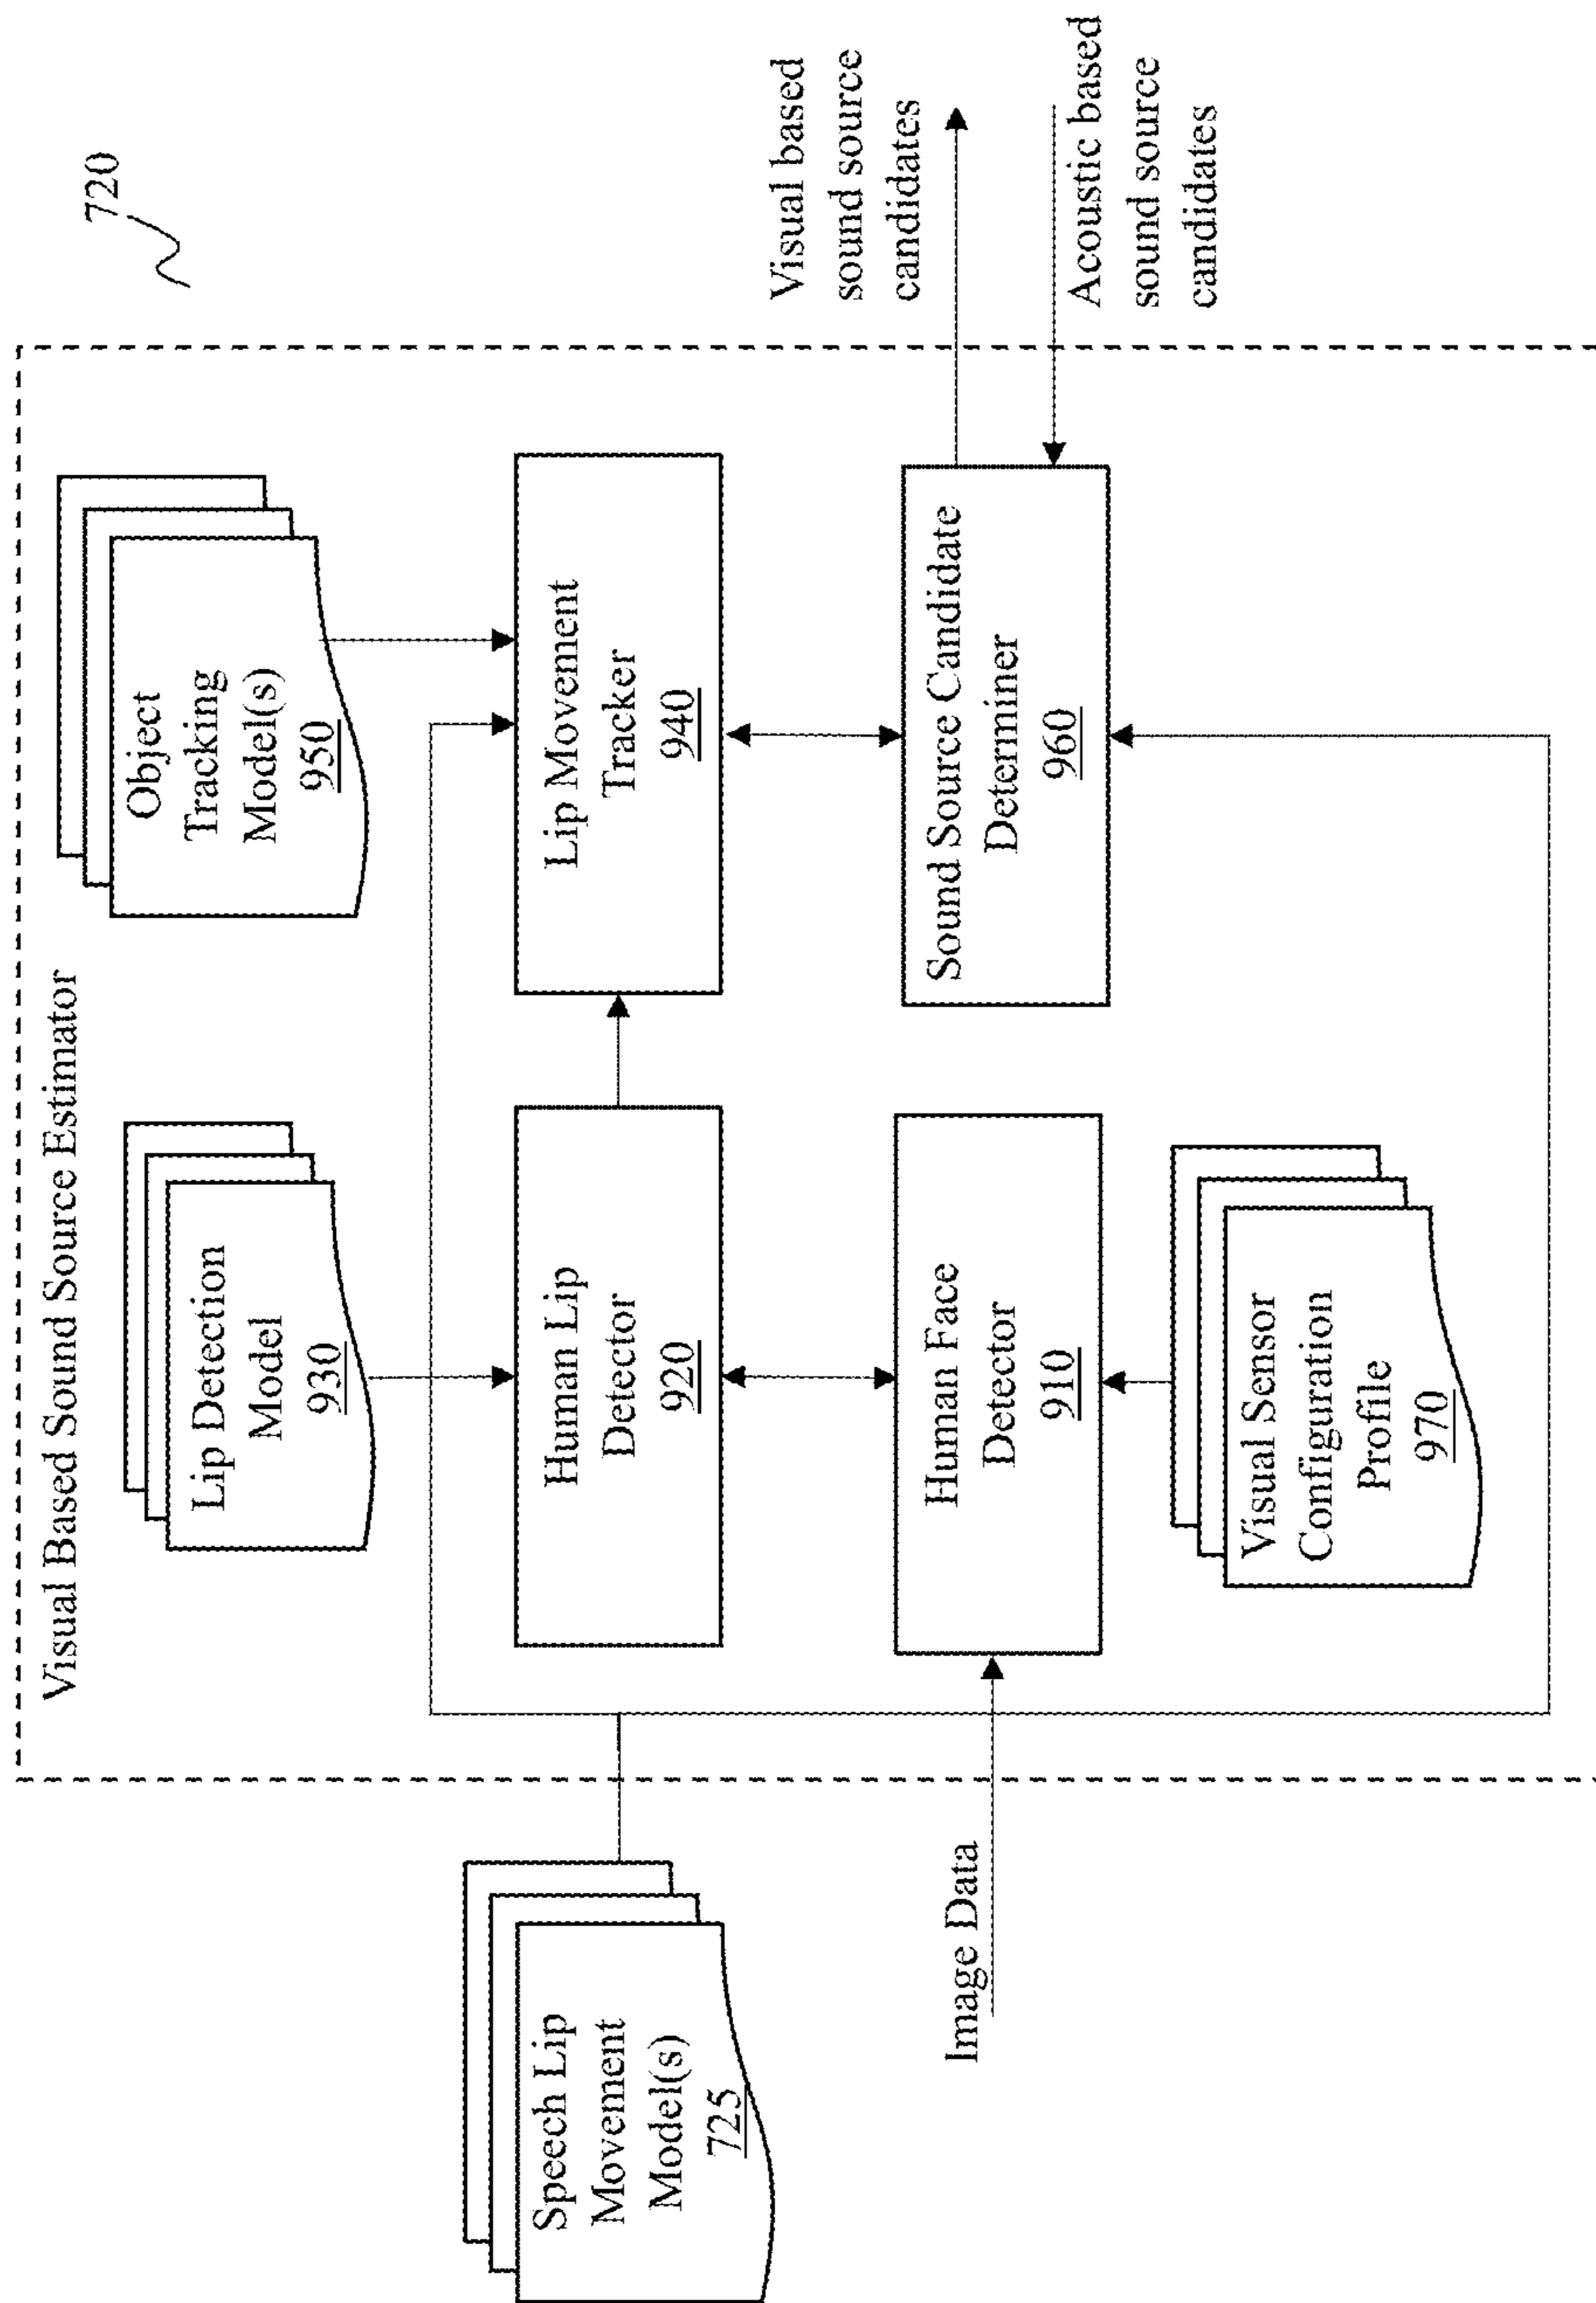 720
Visual Based Sound Source Estimator
Speech Lip
Movement
Model(s)
725
Lip Detection
Model
930
Object
Tracking
Model(s)
950
Human Lip
Detector
920
Lip Movement
Tracker
940
Image Data
Human Face
Detector
910
Sound Source Candidate
Determiner
960
Visual based
sound source
candidates
Acoustic based
sound source
candidates
Visual Sensor
Configuration
Profile
970